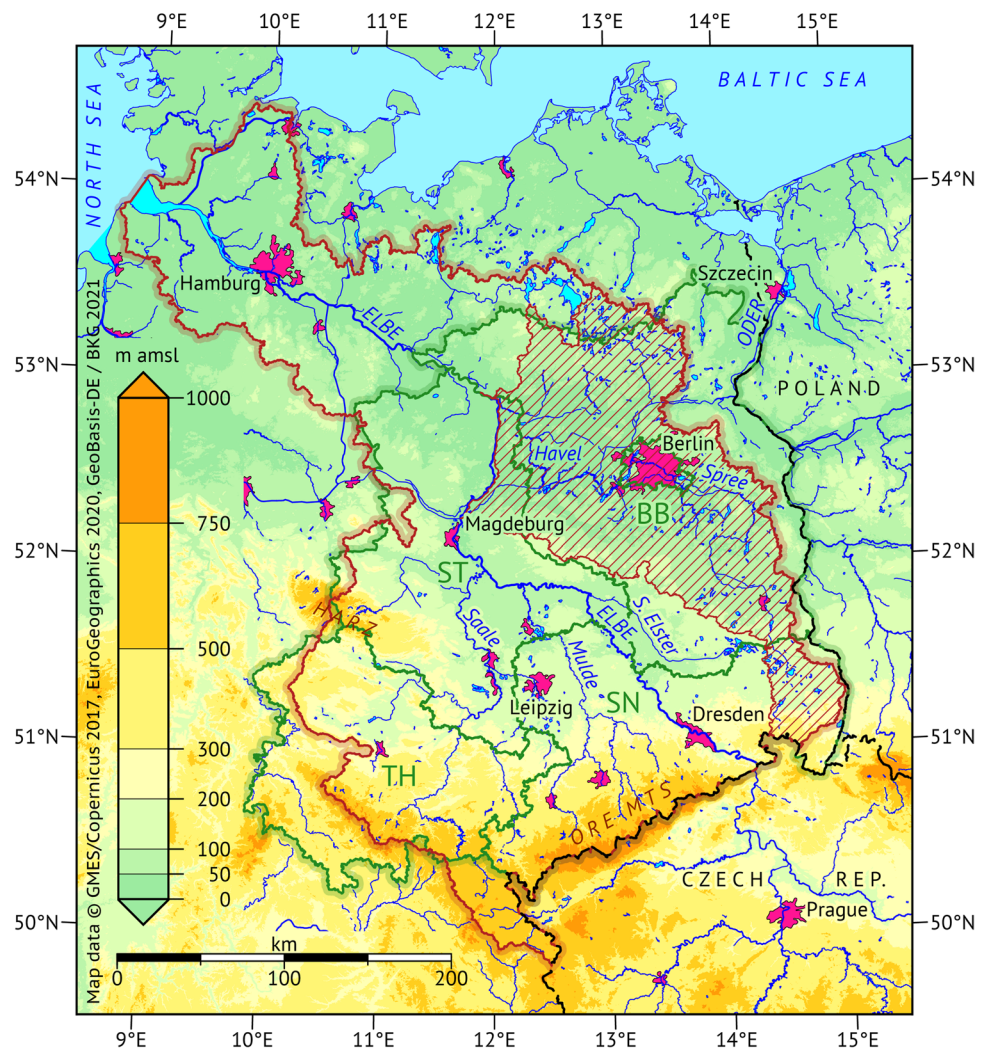 9°E 10°E 11°E 12°E 13°E 14°E 15°E
BALTIC SEA
NORTH SEA
54°N 54°N
Szczecin
Hamburg
ELBE
ODER
53°N 53°N
m amsl
POLAND
1000
Berlin
Havel
Spree
BB
750
Magdeburg
52°N 52°N
ST
HARZ
Saale
ELBE
S. Elster
500
Mulde
SN
Leipzig
Dresden
51°N 51°N
300
TH
200
ORE MTS
100
50
0
CZECH REP.
Prague
50°N 50°N
km
0 100 200
Map data © GMES/Copernicus 2017, EuroGeographics 2020, GeoBasis-DE / BKG 2021
9°E 10°E 11°E 12°E 13°E 14°E 15°E